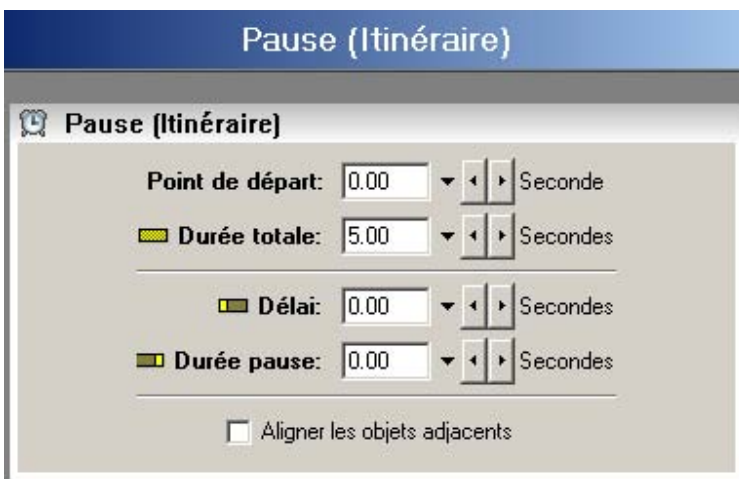 Pause (Itinéraire)
Pause (Itinéraire)
Point de départ: 0.00 Seconde
Durée totale: 5.00 Secondes
Délai: 0.00 Secondes
Durée pause: 0.00 Secondes
Aligner les objets adjacents